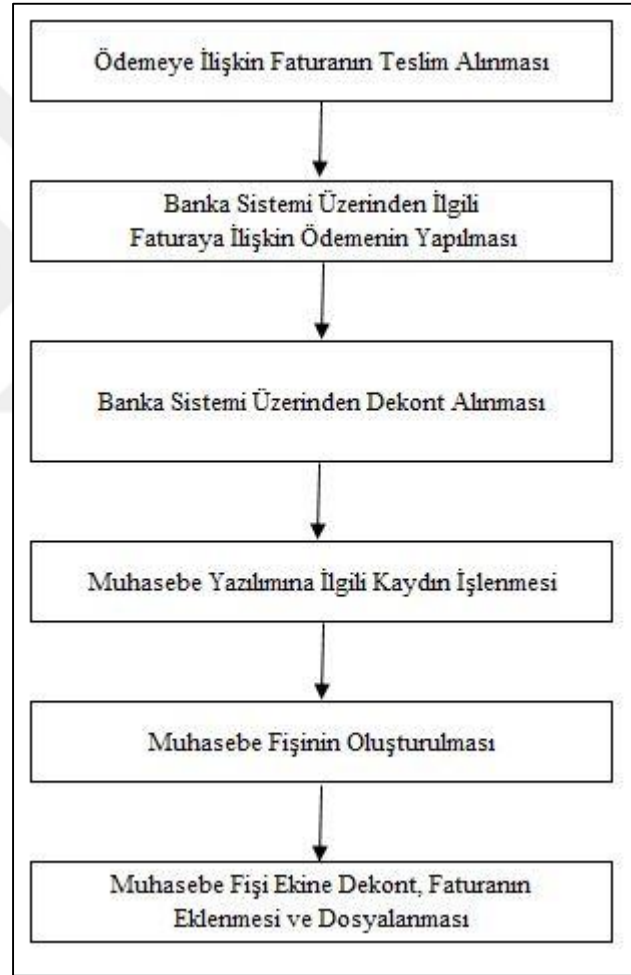 Ödemeye İlişkin Faturanın Teslim Alınması
Banka Sistemi Üzerinden İlgili
Faturaya İlişkin Ödemenin Yapılması
Banka Sistemi Üzerinden Dekont Alınması
Muhasebe Yazılımına İlgili Kaydın İşlenmesi
Muhasebe Fişinin Oluşturulması
Muhasebe Fişi Ekine Dekont, Faturanın
Eklenmesi ve Dosyalanması